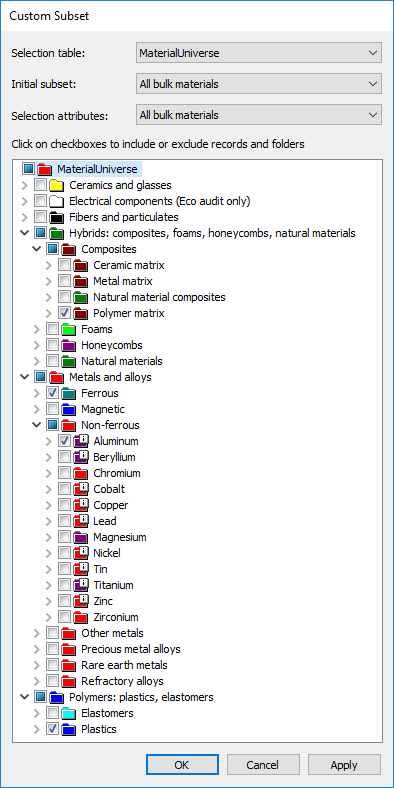 Custom Subset
Selection table: MaterialUniverse
Initial subset: All bulk materials
Selection attributes: All bulk materials
Click on checkboxes to include or exclude records and folders
MaterialUniverse
Ceramics and glasses
Electrical components (Eco audit only)
Fibers and particulates
Hybrids: composites, foams, honeycombs, natural materials
Composites
Ceramic matrix
Metal matrix
Natural material composites
Polymer matrix
Foams
Honeycombs
Natural materials
Metals and alloys
Ferrous
Magnetic
Non-ferrous
Aluminum
Beryllium
Chromium
Cobalt
Copper
Lead
Magnesium
Nickel
Tin
Titanium
Zinc
Zirconium
Other metals
Precious metal alloys
Rare earth metals
Refractory alloys
Polymers: plastics, elastomers
Elastomers
Plastics
OK Cancel Apply